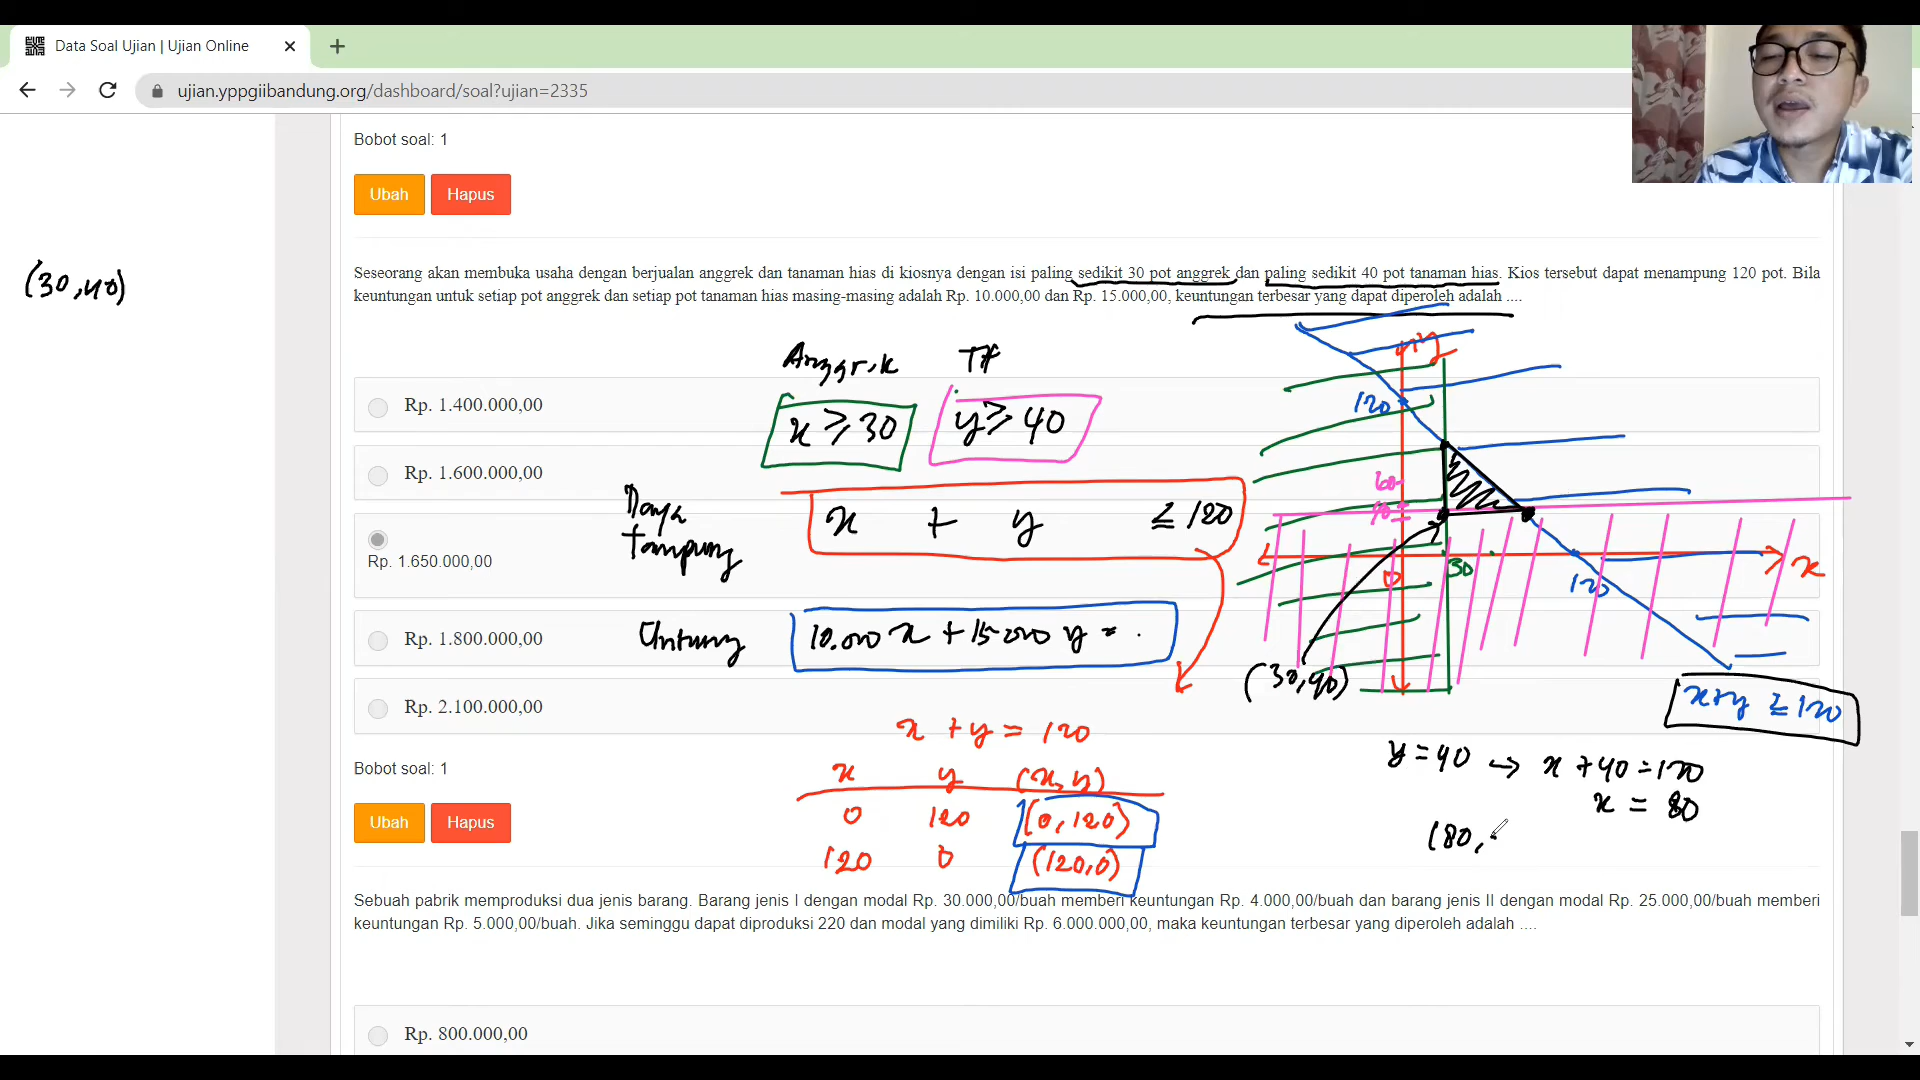 Data Soal Ujian | Ujian Online
ujian.yppgiibandung.org/dashboard/soal?ujian=2335
Bobot soal: 1
Ubah Hapus
(30,40)
Seseorang akan membuka usaha dengan berjualan anggrek dan tanaman hias di kiosnya dengan isi paling sedikit 30 pot anggrek dan paling sedikit 40 pot tanaman hias. Kios tersebut dapat menampung 120 pot. Bila
keuntungan untuk setiap pot anggrek dan setiap pot tanaman hias masing-masing adalah Rp. 10.000,00 dan Rp. 15.000,00, keuntungan terbesar yang dapat diperoleh adalah ....
Anggrik TH
Rp. 1.400.000,00
x ≥ 30 y ≥ 40
Rp. 1.600.000,00
Daya
tampung
x + y ≤ 120
Rp. 1.650.000,00
Rp. 1.800.000,00
Untung 10.000 x + 15000 y = .
Rp. 2.100.000,00
y
120
60
40
0
30
120
x
(30,40)
x+y ≤ 120
x + y = 120
x y (x,y)
0 120 (0,120)
120 0 (120,0)
y = 40 → x + 40 = 120
x = 80
(80,
Bobot soal: 1
Ubah Hapus
Sebuah pabrik memproduksi dua jenis barang. Barang jenis I dengan modal Rp. 30.000,00/buah memberi keuntungan Rp. 4.000,00/buah dan barang jenis II dengan modal Rp. 25.000,00/buah memberi
keuntungan Rp. 5.000,00/buah. Jika seminggu dapat diproduksi 220 dan modal yang dimiliki Rp. 6.000.000,00, maka keuntungan terbesar yang diperoleh adalah ....
Rp. 800.000,00